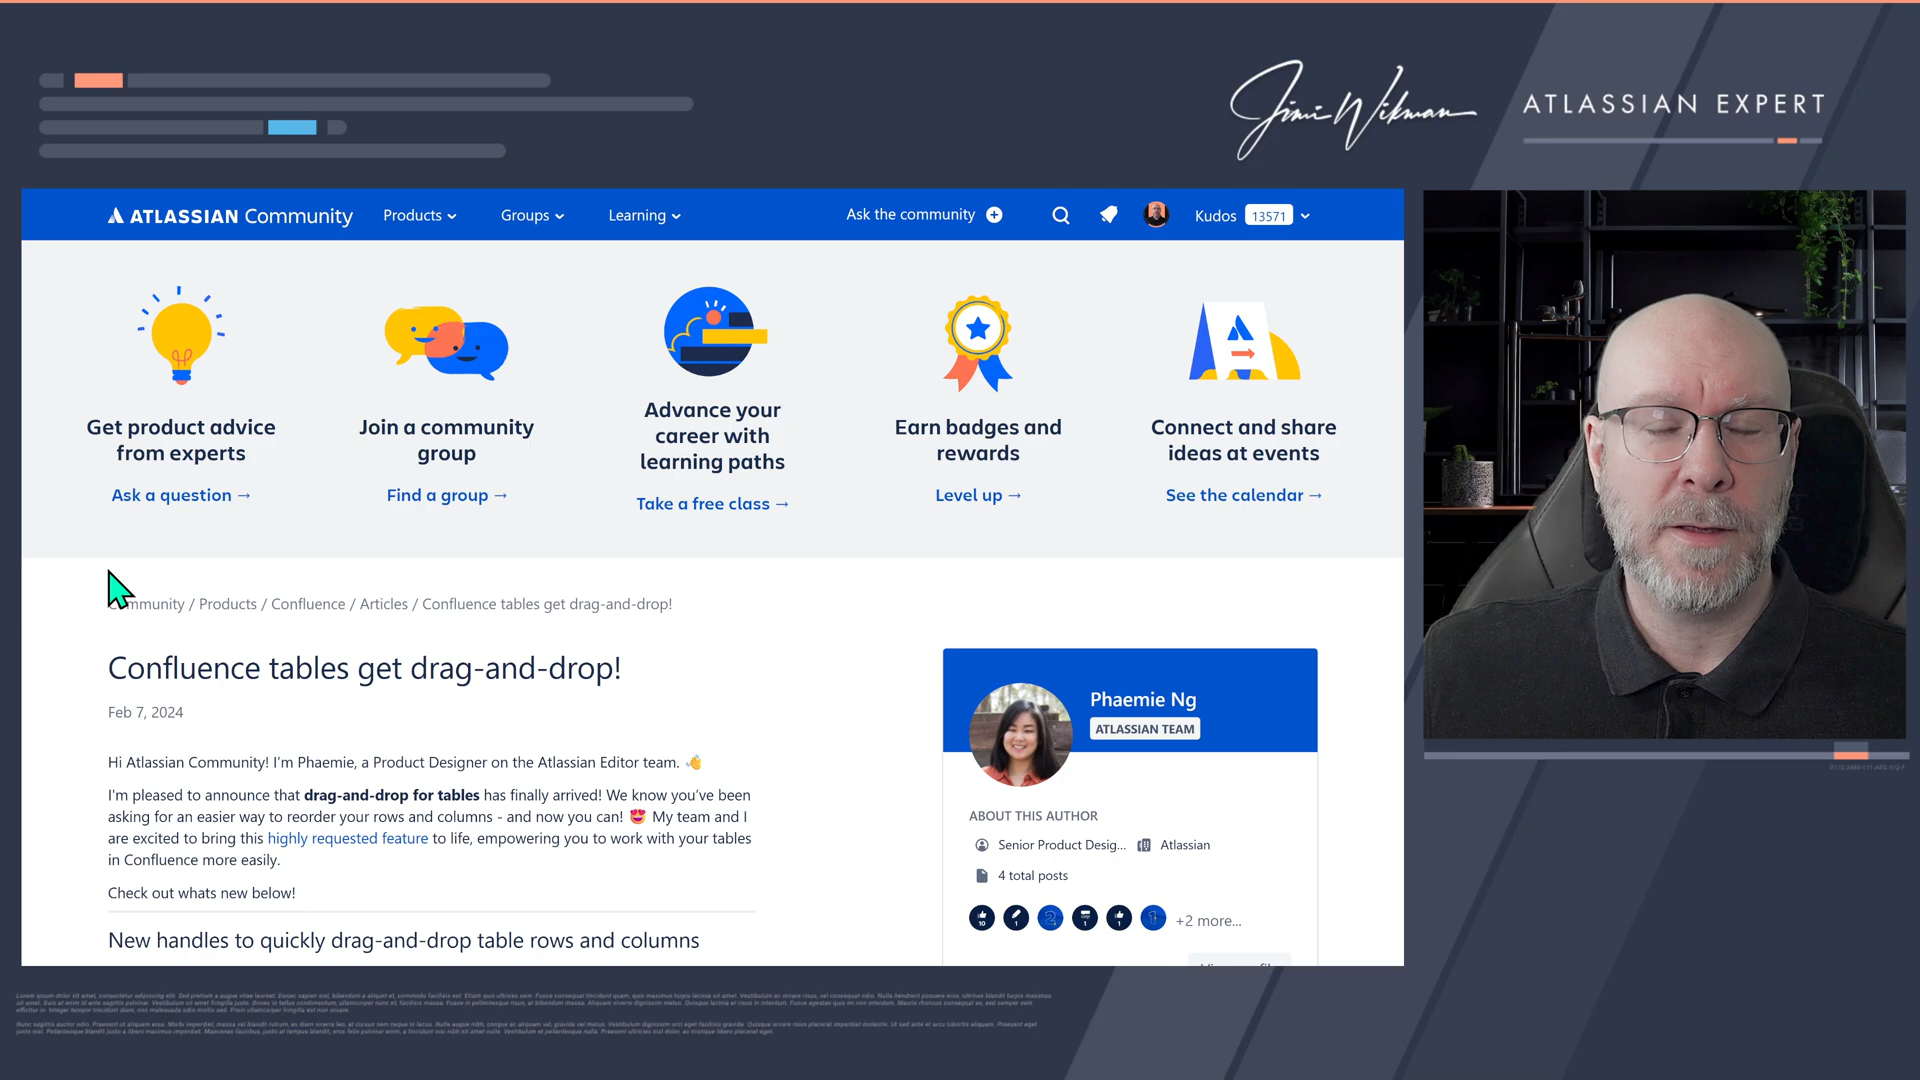 Jimi Wikman
ATLASSIAN EXPERT
ATLASSIAN Community
Products
Groups
Learning
Ask the community
Kudos 13571
Get product advice
from experts
Ask a question →
Join a community
group
Find a group →
Advance your
career with
learning paths
Take a free class →
Earn badges and
rewards
Level up →
Connect and share
ideas at events
See the calendar →
mmunity / Products / Confluence / Articles / Confluence tables get drag-and-drop!
Confluence tables get drag-and-drop!
Feb 7, 2024
Hi Atlassian Community! I'm Phaemie, a Product Designer on the Atlassian Editor team. 👋
I'm pleased to announce that drag-and-drop for tables has finally arrived! We know you've been
asking for an easier way to reorder your rows and columns - and now you can! 😍 My team and I
are excited to bring this highly requested feature to life, empowering you to work with your tables
in Confluence more easily.
Check out whats new below!
New handles to quickly drag-and-drop table rows and columns
Phaemie Ng
ATLASSIAN TEAM
ABOUT THIS AUTHOR
Senior Product Desig...
Atlassian
4 total posts
+2 more...